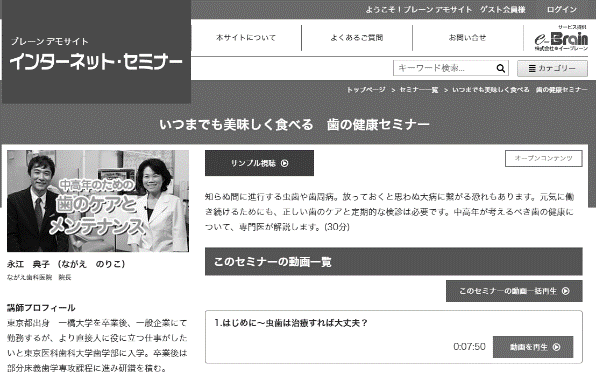 ようこそ！ブレーン デモサイト　ゲスト会員様　ログイン
ブレーン デモサイト
インターネット・セミナー
本サイトについて
よくあるご質問
お問い合せ
サービス提供
e-Brain
株式会社イー・ブレーン
キーワード検索...
カテゴリー
トップページ > セミナー一覧 > いつまでも美味しく食べる　歯の健康セミナー
いつまでも美味しく食べる　歯の健康セミナー
中高年のための
歯のケアと
メンテナンス
永江　典子　(ながえ　のりこ)
ながえ歯科医院　院長
講師プロフィール
東京都出身　一橋大学を卒業後、一般企業にて
勤務するが、より直接人に役に立つ仕事がした
いと東京医科歯科大学歯学部に入学。卒業後は
部分床義歯学専攻課程に進み研鑽を積む。
サンプル視聴
オープンコンテンツ
知らぬ間に進行する虫歯や歯周病。放っておくと思わぬ大病に繋がる恐れもあります。元気に働
き続けるためにも、正しい歯のケアと定期的な検診は必要です。中高年が考えるべき歯の健康に
ついて、専門医が解説します。(30分)
このセミナーの動画一覧
このセミナーの動画一括再生
1.はじめに～虫歯は治療すれば大丈夫？
0:07:50
動画を再生